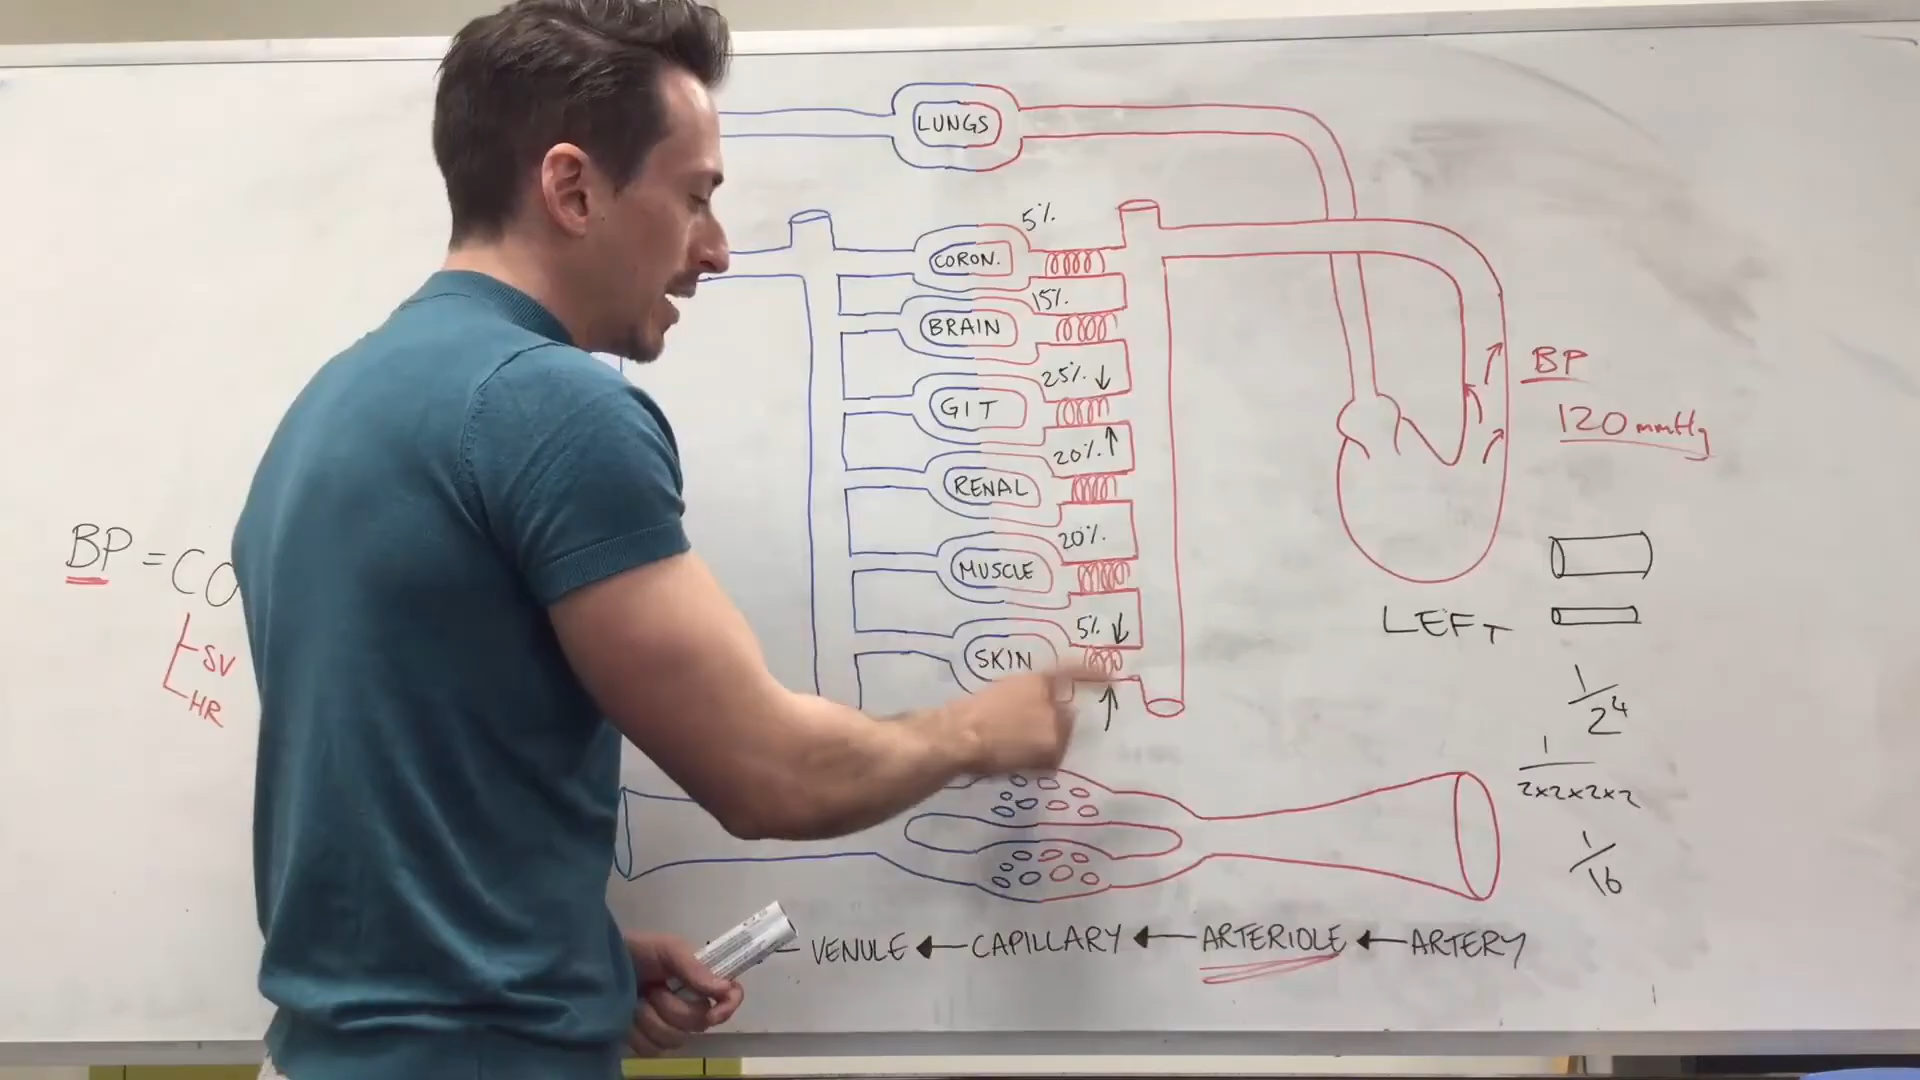 LUNGS
5%
CORON.
15%
BRAIN
25% ↓
GIT
20% ↑
RENAL
20%
MUSCLE
5% ↓
SKIN
↑
BP
120 mmHg
LEFT
BP = CO
SV
HR
1/2⁴
1
2x2x2x2
1/16
VENULE ← CAPILLARY ← ARTERIOLE ← ARTERY